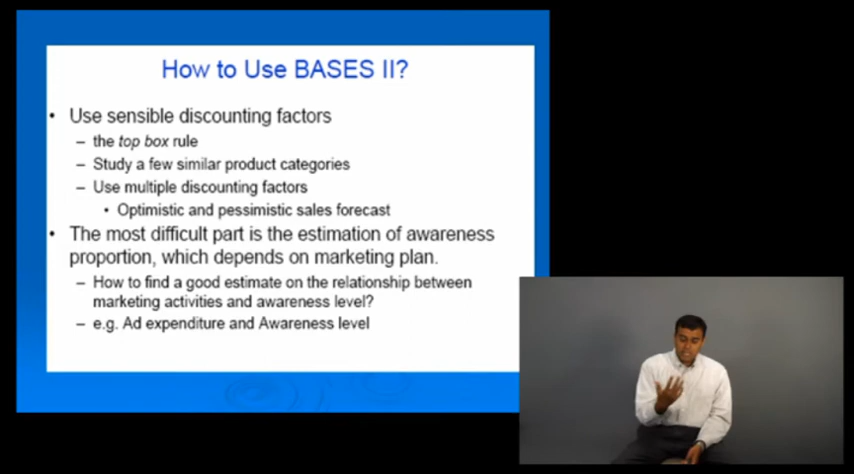 How to Use BASES II?
• Use sensible discounting factors
– the top box rule
– Study a few similar product categories
– Use multiple discounting factors
• Optimistic and pessimistic sales forecast
• The most difficult part is the estimation of awareness
proportion, which depends on marketing plan.
– How to find a good estimate on the relationship between
marketing activities and awareness level?
– e.g. Ad expenditure and Awareness level